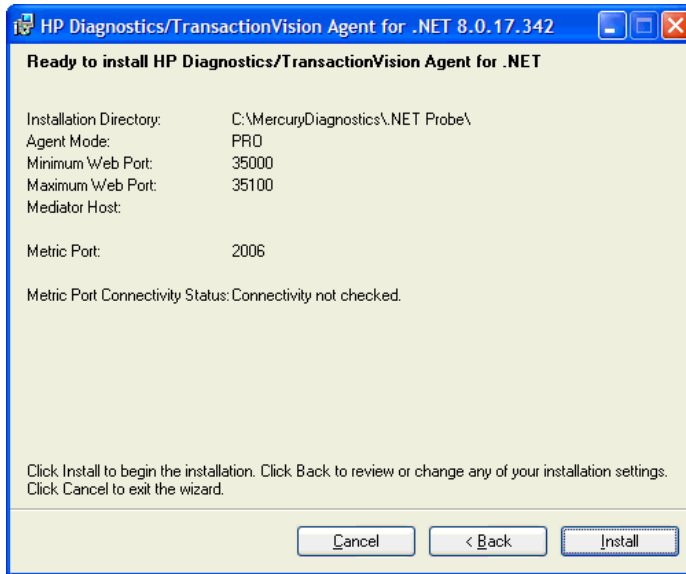 HP Diagnostics/TransactionVision Agent for .NET 8.0.17.342
Ready to install HP Diagnostics/TransactionVision Agent for .NET
Installation Directory: C:\MercuryDiagnostics\.NET Probe\
Agent Mode: PRO
Minimum Web Port: 35000
Maximum Web Port: 35100
Mediator Host:
Metric Port: 2006
Metric Port Connectivity Status: Connectivity not checked.
Click Install to begin the installation. Click Back to review or change any of your installation settings.
Click Cancel to exit the wizard.
Cancel < Back Install